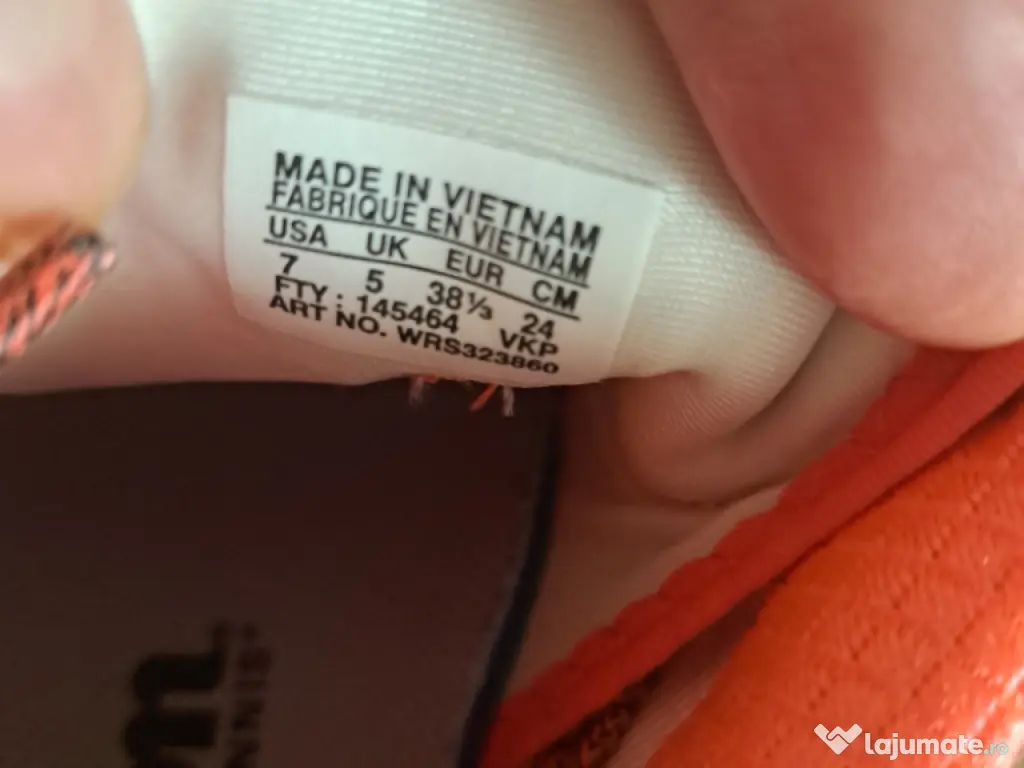 MADE IN VIETNAM
FABRIQUE EN VIETNAM
USA UK EUR CM
7 5 38⅓ 24
FTY : 145464 VKP
ART NO. WRS323860
m
lajumate.ro